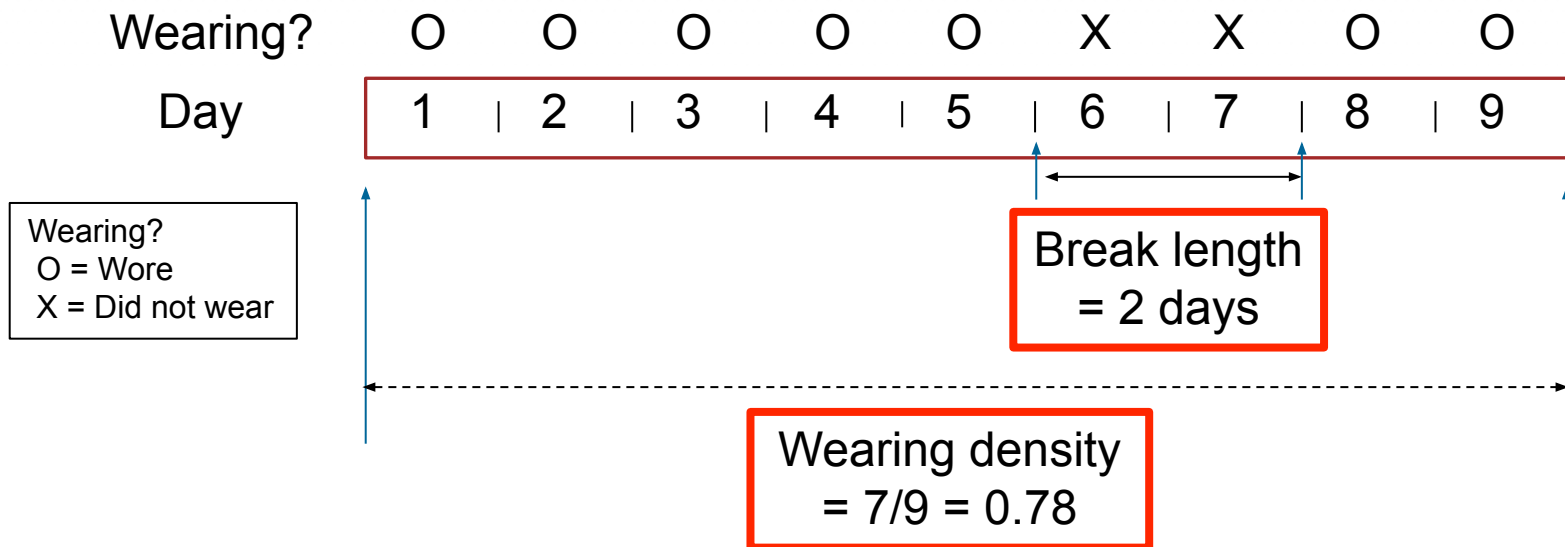 Wearing? O O O O O X X O O
Day 1 | 2 | 3 | 4 | 5 | 6 | 7 | 8 | 9
Wearing?
O = Wore
X = Did not wear
Break length
= 2 days
Wearing density
= 7/9 = 0.78